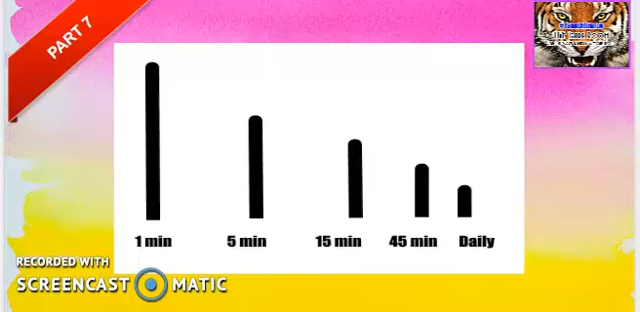 PART 7
1 min
5 min
15 min
45 min
Daily
RECORDED WITH
SCREENCAST MATIC